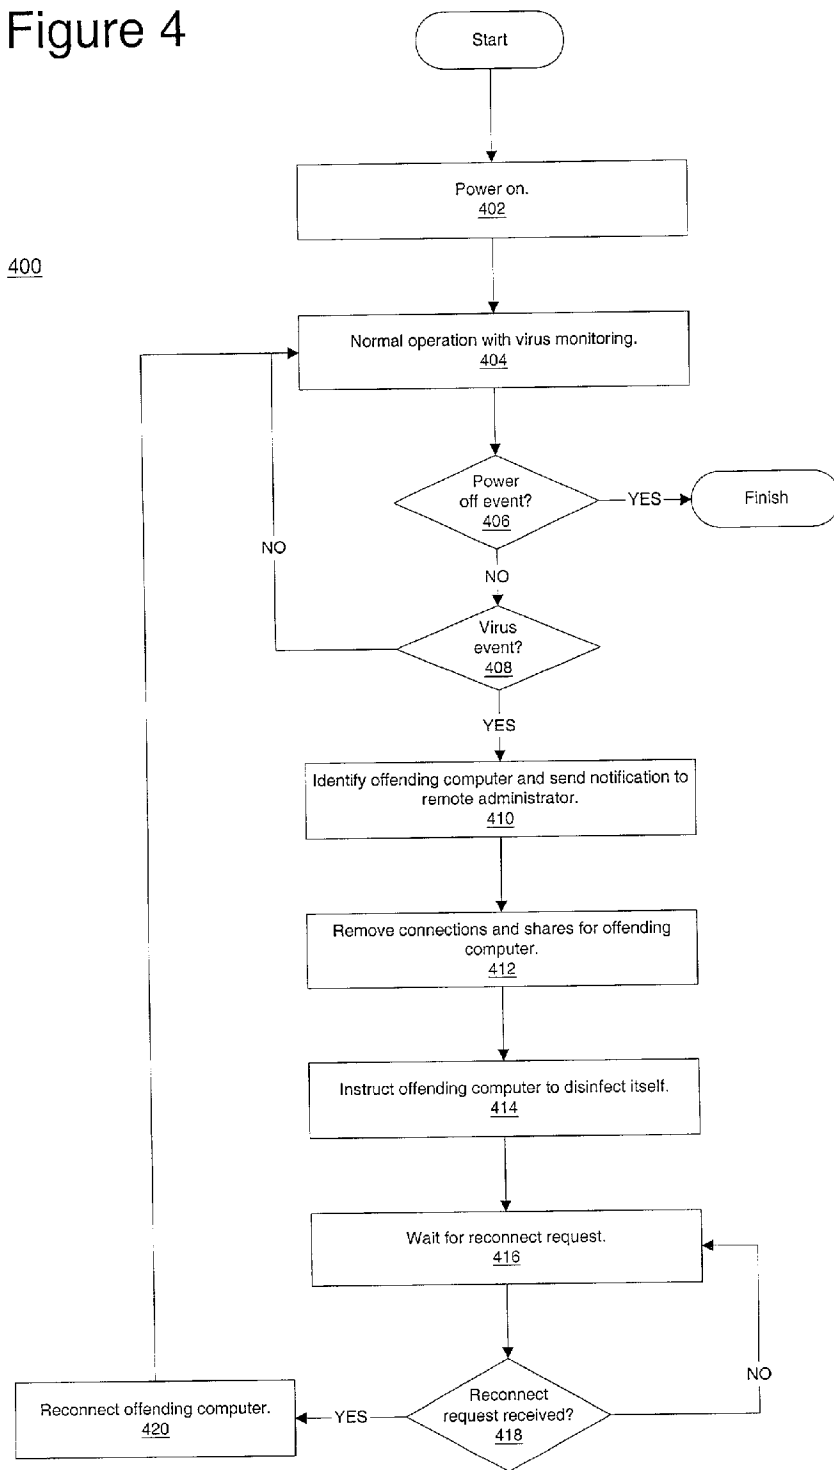 Figure 4
Start
Power on.
402
400
Normal operation with virus monitoring.
404
Power
off event?
406
YES
Finish
NO
NO
Virus
event?
408
YES
Identify offending computer and send notification to
remote administrator.
410
Remove connections and shares for offending
computer.
412
Instruct offending computer to disinfect itself.
414
Wait for reconnect request.
416
NO
Reconnect
request received?
418
YES
Reconnect offending computer.
420